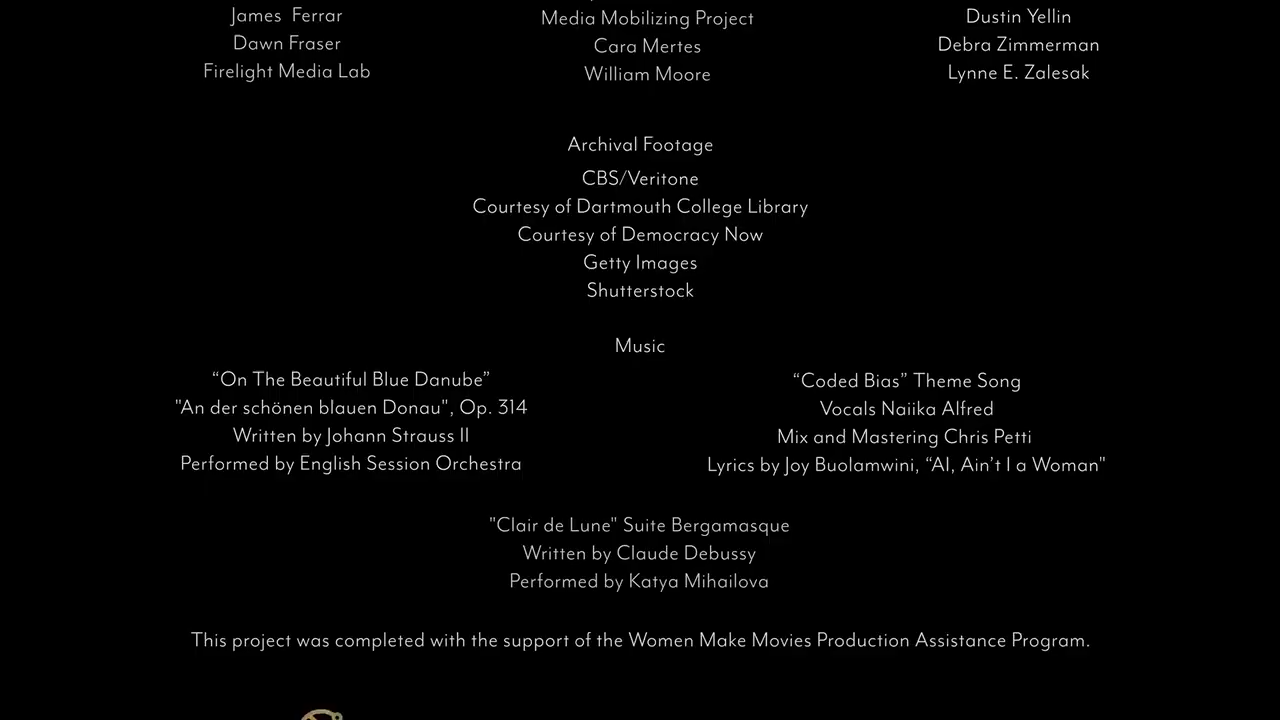 James  Ferrar
Dawn Fraser
Firelight Media Lab
Media Mobilizing Project
Cara Mertes
William Moore
Dustin Yellin
Debra Zimmerman
Lynne E. Zalesak
Archival Footage
CBS/Veritone
Courtesy of Dartmouth College Library
Courtesy of Democracy Now
Getty Images
Shutterstock
Music
“On The Beautiful Blue Danube”
"An der schönen blauen Donau", Op. 314
Written by Johann Strauss II
Performed by English Session Orchestra
“Coded Bias” Theme Song
Vocals Naiika Alfred
Mix and Mastering Chris Petti
Lyrics by Joy Buolamwini, “AI, Ain’t I a Woman"
"Clair de Lune" Suite Bergamasque
Written by Claude Debussy
Performed by Katya Mihailova
This project was completed with the support of the Women Make Movies Production Assistance Program.